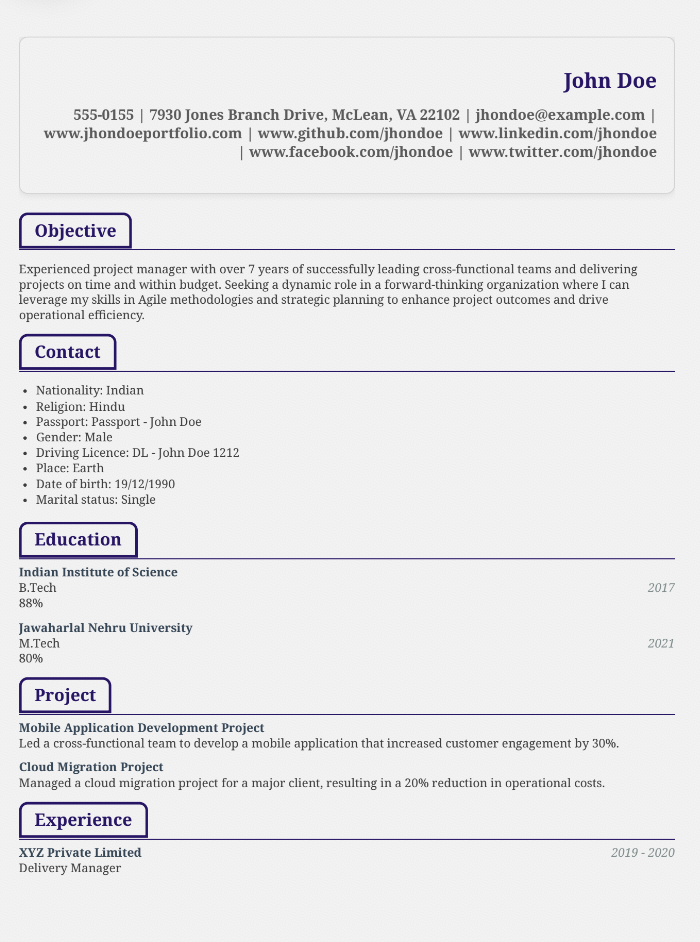 John Doe
555-0155 | 7930 Jones Branch Drive, McLean, VA 22102 | jhondoe@example.com |
www.jhondoeportfolio.com | www.github.com/jhondoe | www.linkedin.com/jhondoe
| www.facebook.com/jhondoe | www.twitter.com/jhondoe
Objective
Experienced project manager with over 7 years of successfully leading cross-functional teams and delivering
projects on time and within budget. Seeking a dynamic role in a forward-thinking organization where I can
leverage my skills in Agile methodologies and strategic planning to enhance project outcomes and drive
operational efficiency.
Contact
• Nationality: Indian
• Religion: Hindu
• Passport: Passport - John Doe
• Gender: Male
• Driving Licence: DL - John Doe 1212
• Place: Earth
• Date of birth: 19/12/1990
• Marital status: Single
Education
Indian Institute of Science
B.Tech 2017
88%
Jawaharlal Nehru University
M.Tech 2021
80%
Project
Mobile Application Development Project
Led a cross-functional team to develop a mobile application that increased customer engagement by 30%.
Cloud Migration Project
Managed a cloud migration project for a major client, resulting in a 20% reduction in operational costs.
Experience
XYZ Private Limited 2019 - 2020
Delivery Manager